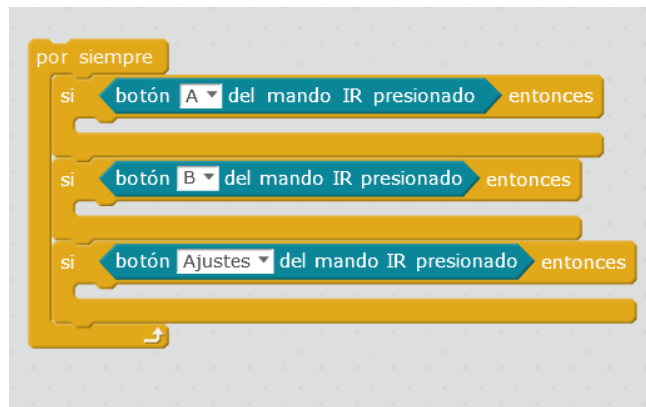 por siempre
si botón A del mando IR presionado entonces
si botón B del mando IR presionado entonces
si botón Ajustes del mando IR presionado entonces